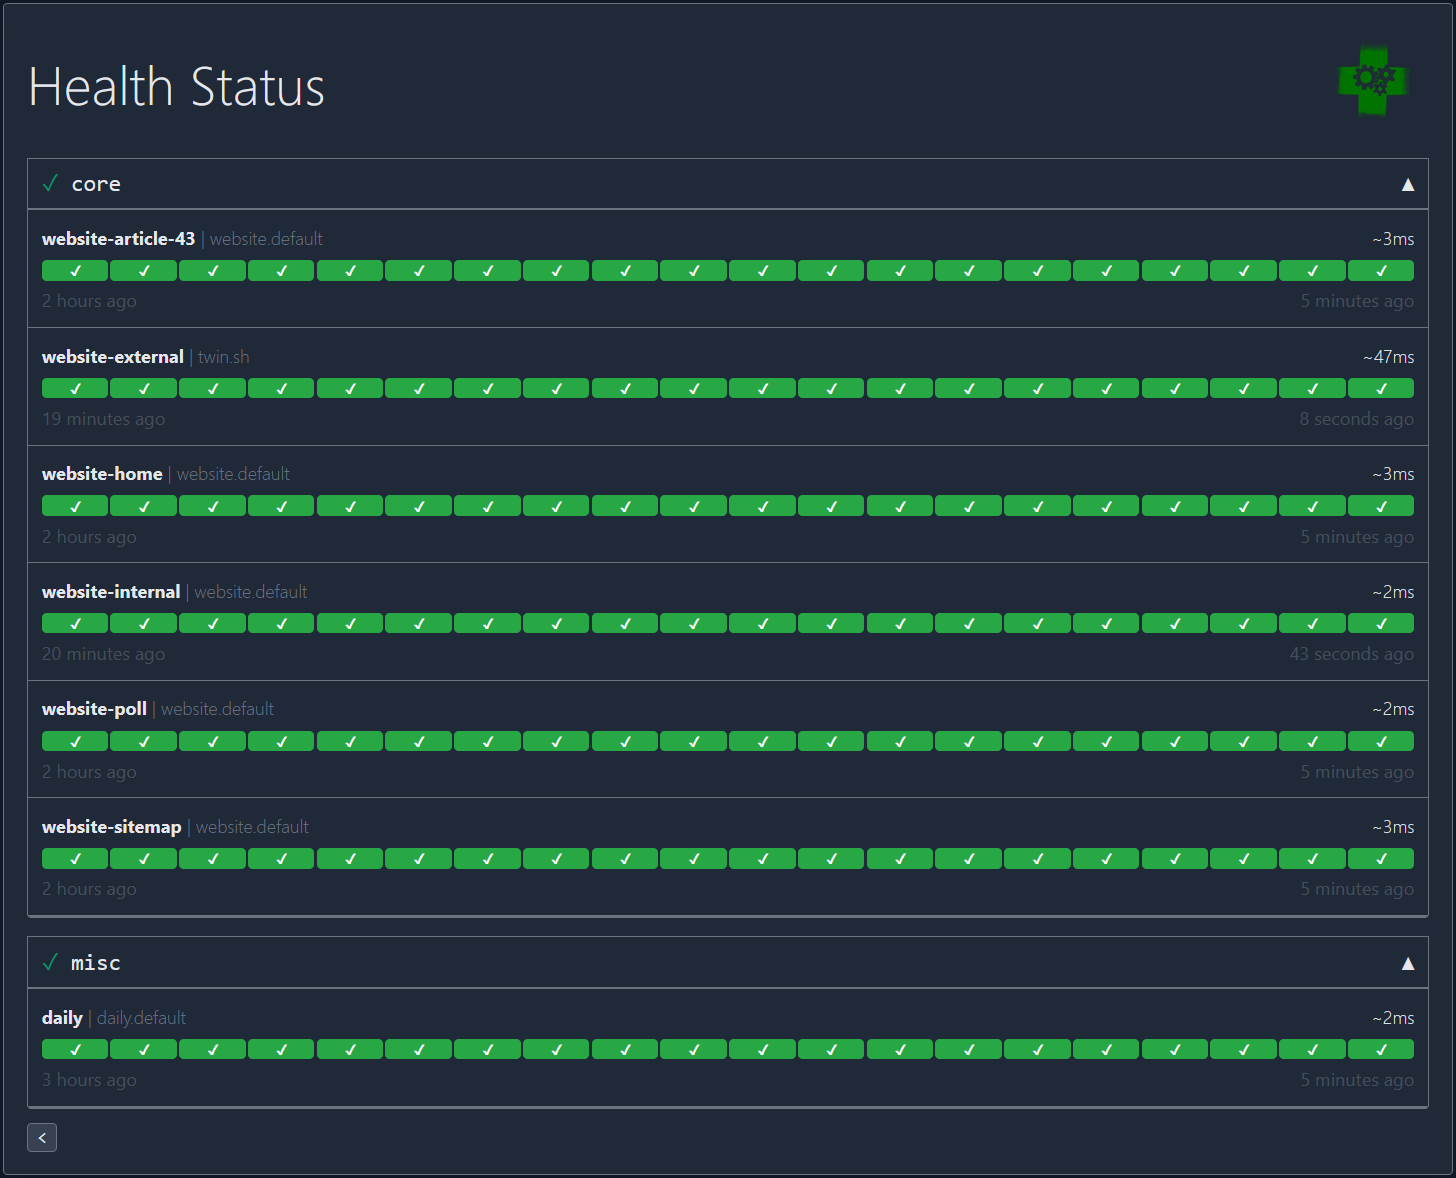 Health Status
✓ core ▲
website-article-43 | website.default ~3ms
✓ ✓ ✓ ✓ ✓ ✓ ✓ ✓ ✓ ✓ ✓ ✓ ✓ ✓ ✓ ✓ ✓ ✓ ✓ ✓
2 hours ago 5 minutes ago
website-external | twin.sh ~47ms
✓ ✓ ✓ ✓ ✓ ✓ ✓ ✓ ✓ ✓ ✓ ✓ ✓ ✓ ✓ ✓ ✓ ✓ ✓ ✓
19 minutes ago 8 seconds ago
website-home | website.default ~3ms
✓ ✓ ✓ ✓ ✓ ✓ ✓ ✓ ✓ ✓ ✓ ✓ ✓ ✓ ✓ ✓ ✓ ✓ ✓ ✓
2 hours ago 5 minutes ago
website-internal | website.default ~2ms
✓ ✓ ✓ ✓ ✓ ✓ ✓ ✓ ✓ ✓ ✓ ✓ ✓ ✓ ✓ ✓ ✓ ✓ ✓ ✓
20 minutes ago 43 seconds ago
website-poll | website.default ~2ms
✓ ✓ ✓ ✓ ✓ ✓ ✓ ✓ ✓ ✓ ✓ ✓ ✓ ✓ ✓ ✓ ✓ ✓ ✓ ✓
2 hours ago 5 minutes ago
website-sitemap | website.default ~3ms
✓ ✓ ✓ ✓ ✓ ✓ ✓ ✓ ✓ ✓ ✓ ✓ ✓ ✓ ✓ ✓ ✓ ✓ ✓ ✓
2 hours ago 5 minutes ago
✓ misc ▲
daily | daily.default ~2ms
✓ ✓ ✓ ✓ ✓ ✓ ✓ ✓ ✓ ✓ ✓ ✓ ✓ ✓ ✓ ✓ ✓ ✓ ✓ ✓
3 hours ago 5 minutes ago
<